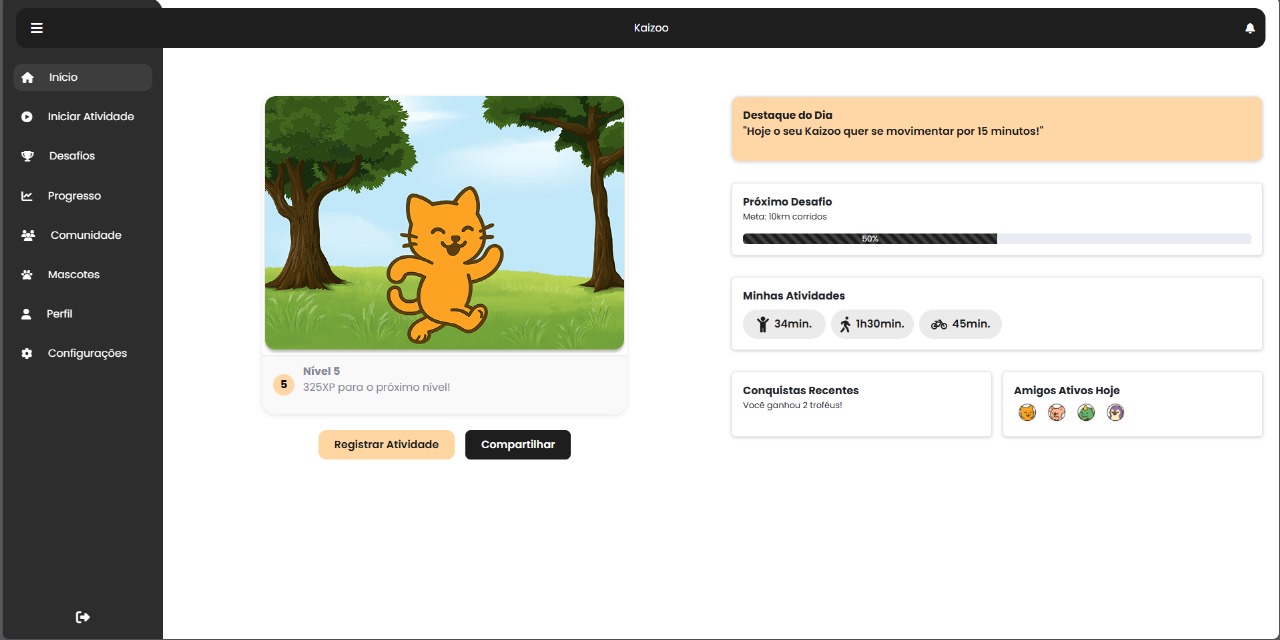 Kaizoo
Início
Iniciar Atividade
Desafios
Progresso
Comunidade
Mascotes
Perfil
Configurações
5
Nível 5
325XP para o próximo nível!
Registrar Atividade
Compartilhar
Destaque do Dia
"Hoje o seu Kaizoo quer se movimentar por 15 minutos!"
Próximo Desafio
Meta: 10km corridos
50%
Minhas Atividades
34min. 1h30min. 45min.
Conquistas Recentes
Você ganhou 2 troféus!
Amigos Ativos Hoje